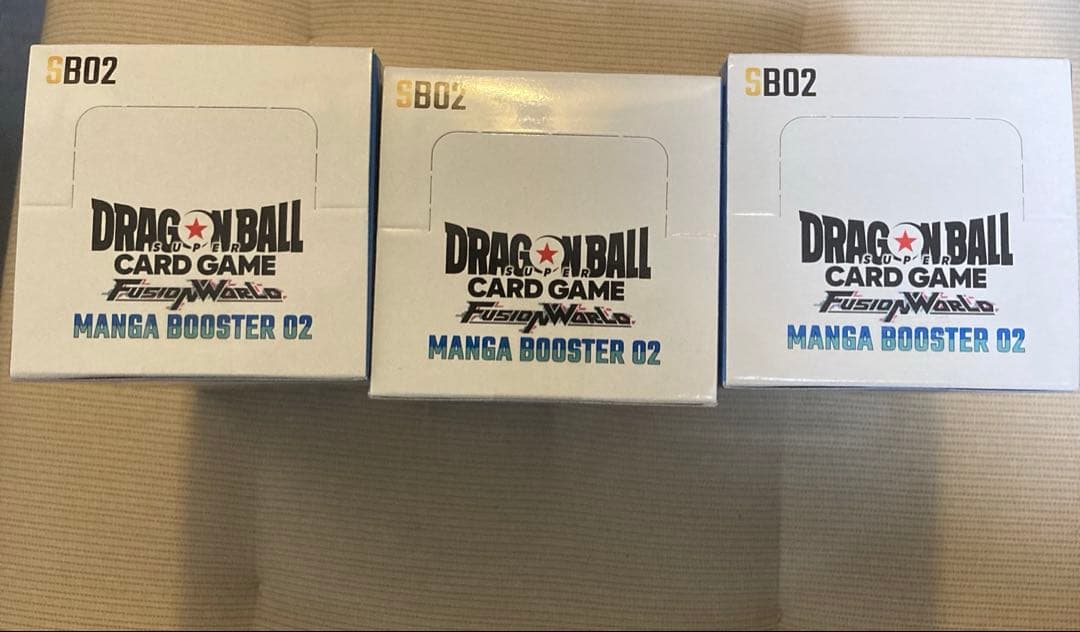 SB02
DRAGON BALL
SUPER
CARD GAME
FUSION WORLD
MANGA BOOSTER 02
SB02
DRAGON BALL
SUPER
CARD GAME
FUSION WORLD
MANGA BOOSTER 02
SB02
DRAGON BALL
SUPER
CARD GAME
FUSION WORLD
MANGA BOOSTER 02